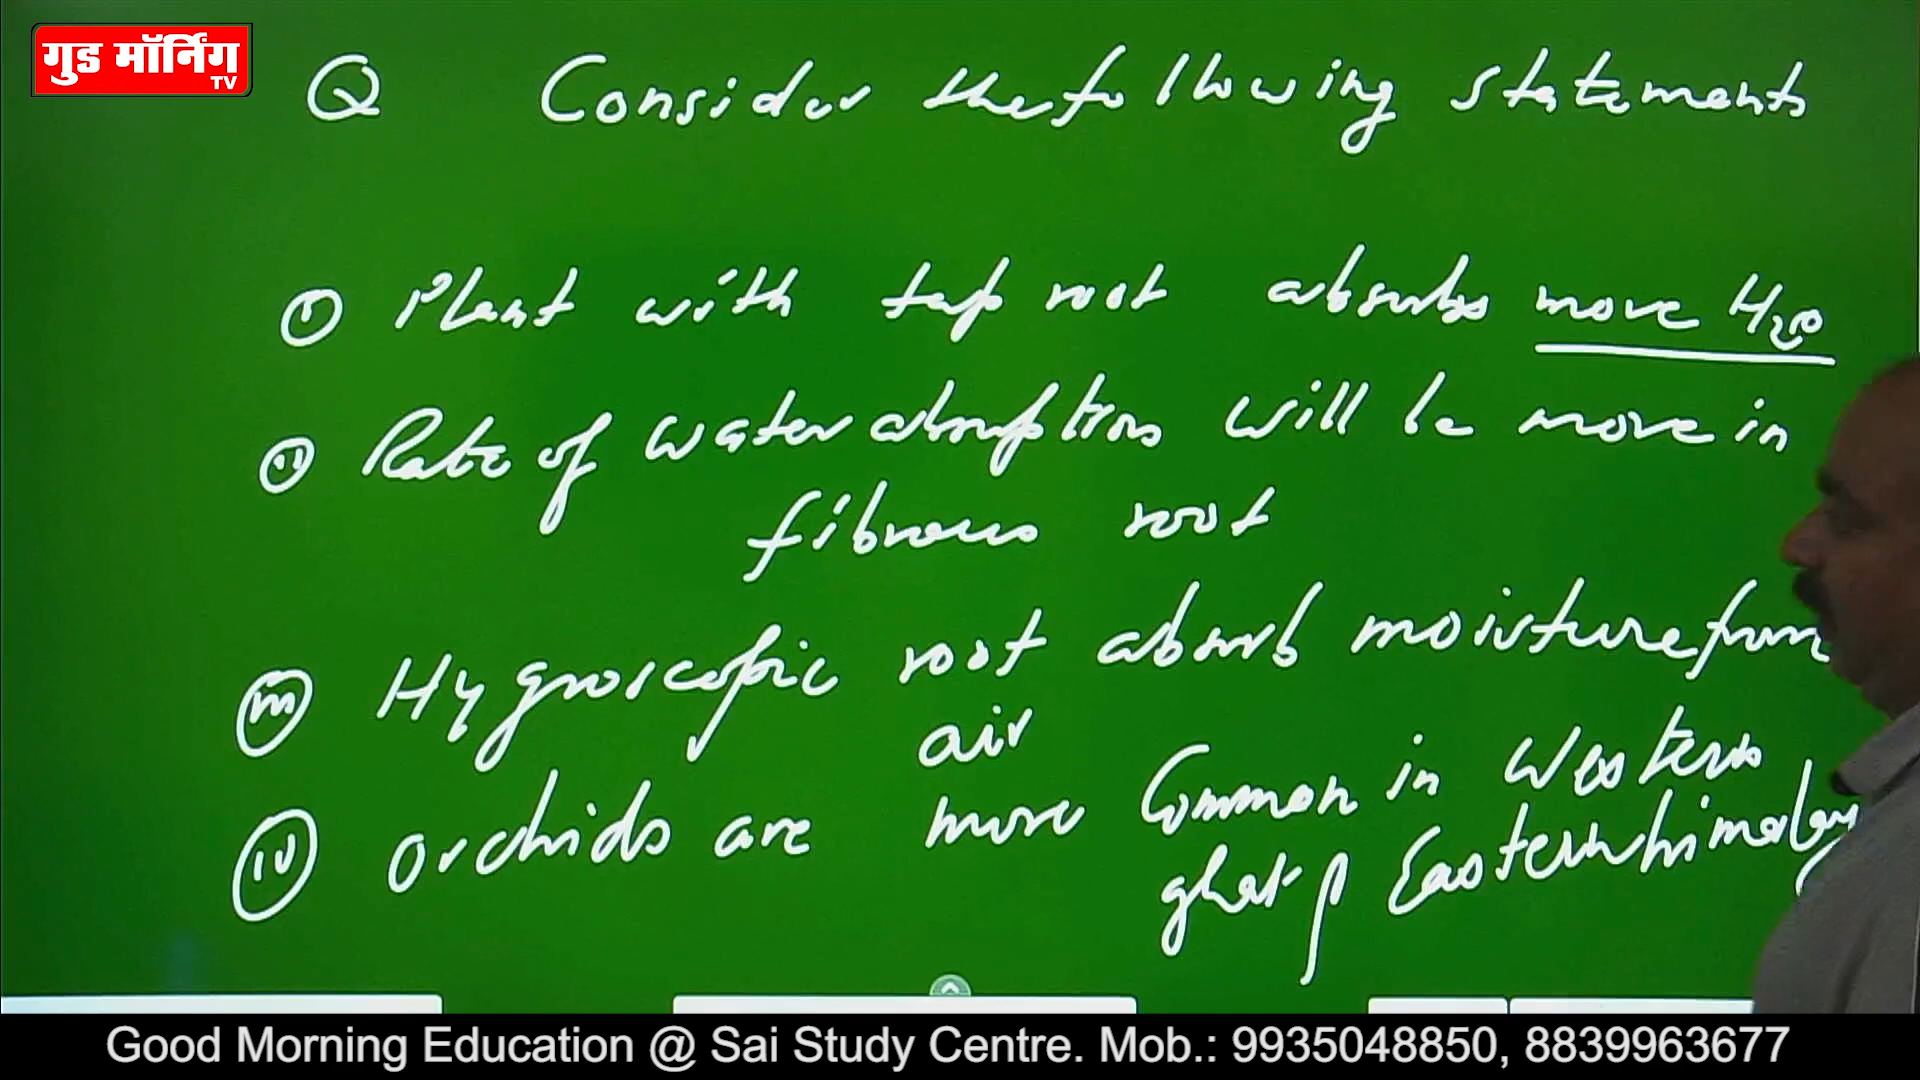 गुड मॉर्निंग
TV
Q Consider the following statements
(i) Plant with tap root absorbs more H2O
(ii) Rate of water absorption will be more in
fibrous root
(iii) Hygroscopic root absorb moisture from
air
(iv) Orchids are more Common in Western
ghat & Eastern himalay
Good Morning Education @ Sai Study Centre. Mob.: 9935048850, 8839963677